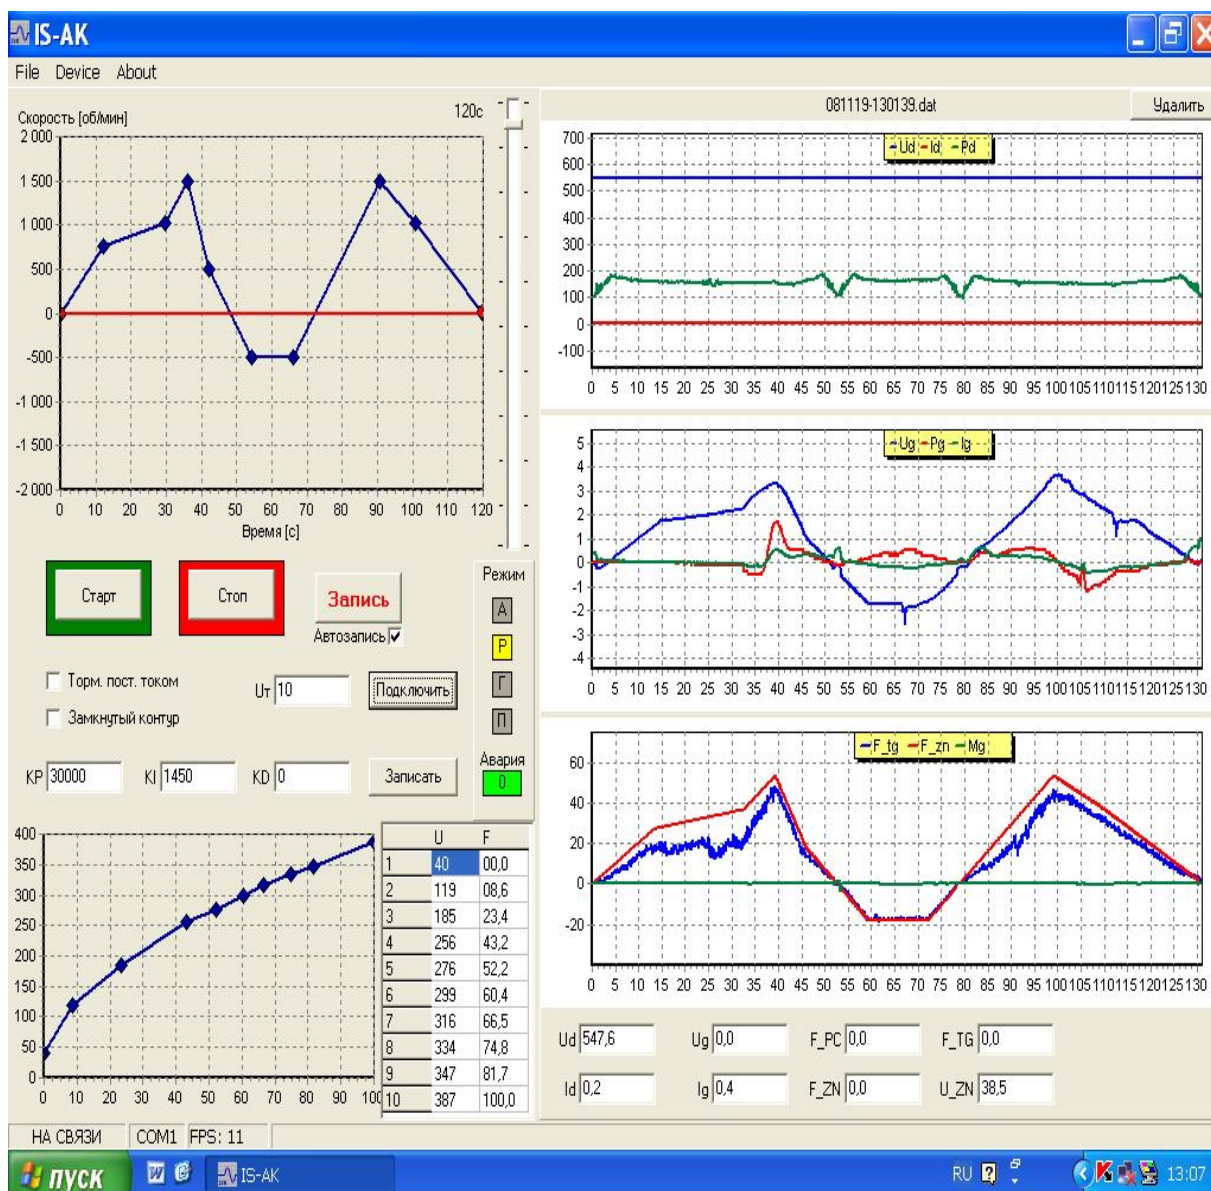 IS-AK
File Device About
Скорость [об/мин]
120с
2 000
1 500
1 000
500
0
-500
-1 000
-1 500
-2 000
0 10 20 30 40 50 60 70 80 90 100 110 120
Время [с]
Старт
Стоп
Запись
Автозапись
Режим
А
Р
Г
П
Авария
0
Торм. пост. током
Замкнутый контур
Uт 10
Подключить
KP 30000
KI 1450
KD 0
Записать
400
350
300
250
200
150
100
50
0
0 10 20 30 40 50 60 70 80 90 100
U F
1 40 00,0
2 119 08,6
3 185 23,4
4 256 43,2
5 276 52,2
6 299 60,4
7 316 66,5
8 334 74,8
9 347 81,7
10 387 100,0
081119-130139.dat
Удалить
Ud Id Pd
700
600
500
400
300
200
100
0
-100
0 5 10 15 20 25 30 35 40 45 50 55 60 65 70 75 80 85 90 95 100 105 110 115 120 125 130
Ug Pg Ig
5
4
3
2
1
0
-1
-2
-3
-4
0 5 10 15 20 25 30 35 40 45 50 55 60 65 70 75 80 85 90 95 100 105 110 115 120 125 130
F_tg F_zn Mg
60
40
20
0
-20
0 5 10 15 20 25 30 35 40 45 50 55 60 65 70 75 80 85 90 95 100 105 110 115 120 125 130
Ud 547,6 Ug 0,0 F_PC 0,0 F_TG 0,0
Id 0,2 Ig 0,4 F_ZN 0,0 U_ZN 38,5
НА СВЯЗИ COM1 FPS: 11
пуск IS-AK RU 13:07